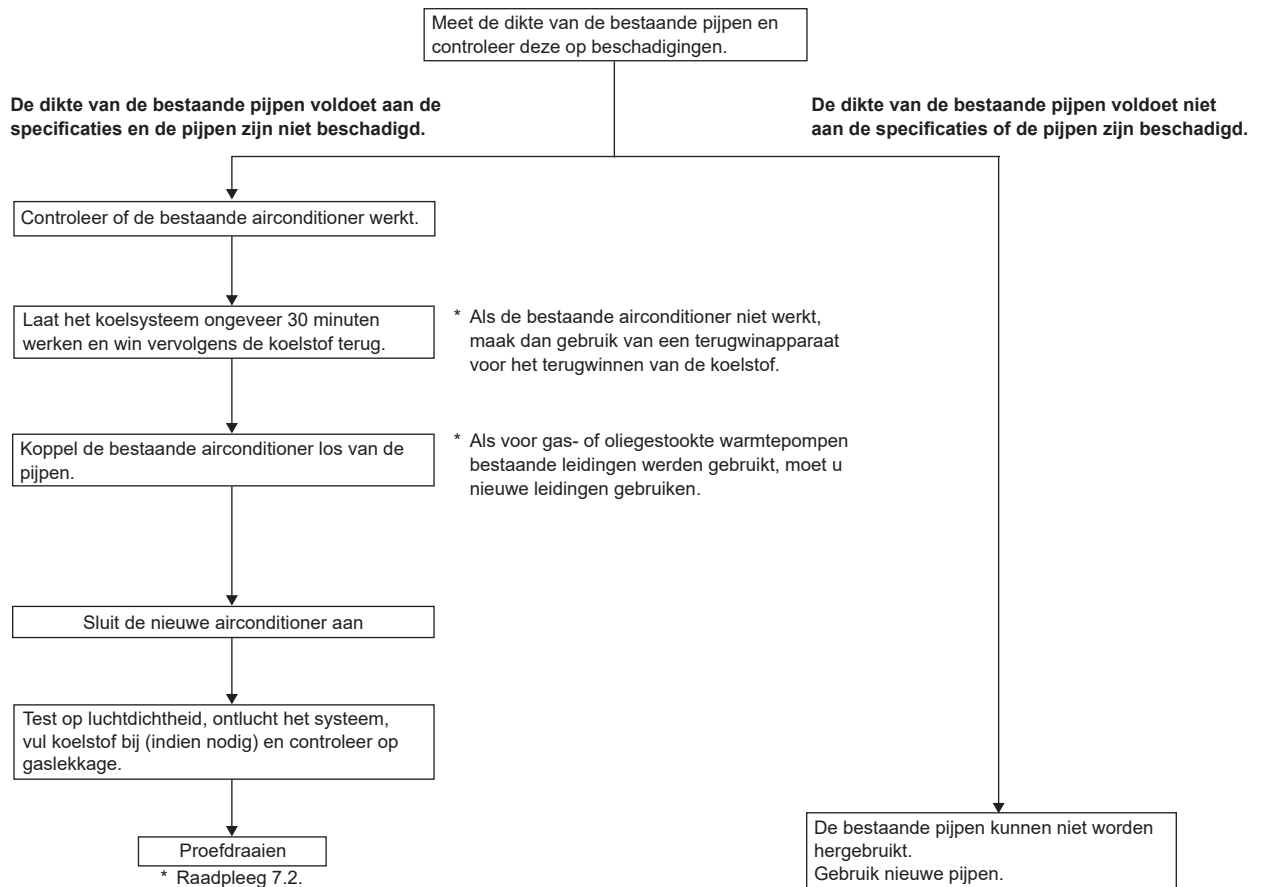 Meet de dikte van de bestaande pijpen en
controleer deze op beschadigingen.
De dikte van de bestaande pijpen voldoet aan de
specificaties en de pijpen zijn niet beschadigd.
De dikte van de bestaande pijpen voldoet niet
aan de specificaties of de pijpen zijn beschadigd.
Controleer of de bestaande airconditioner werkt.
Laat het koelsysteem ongeveer 30 minuten
werken en win vervolgens de koelstof terug.
* Als de bestaande airconditioner niet werkt,
maak dan gebruik van een terugwinapparaat
voor het terugwinnen van de koelstof.
Koppel de bestaande airconditioner los van de
pijpen.
* Als voor gas- of oliegestookte warmtepompen
bestaande leidingen werden gebruikt, moet u
nieuwe leidingen gebruiken.
Sluit de nieuwe airconditioner aan
Test op luchtdichtheid, ontlucht het systeem,
vul koelstof bij (indien nodig) en controleer op
gaslekkage.
Proefdraaien
* Raadpleeg 7.2.
De bestaande pijpen kunnen niet worden
hergebruikt.
Gebruik nieuwe pijpen.